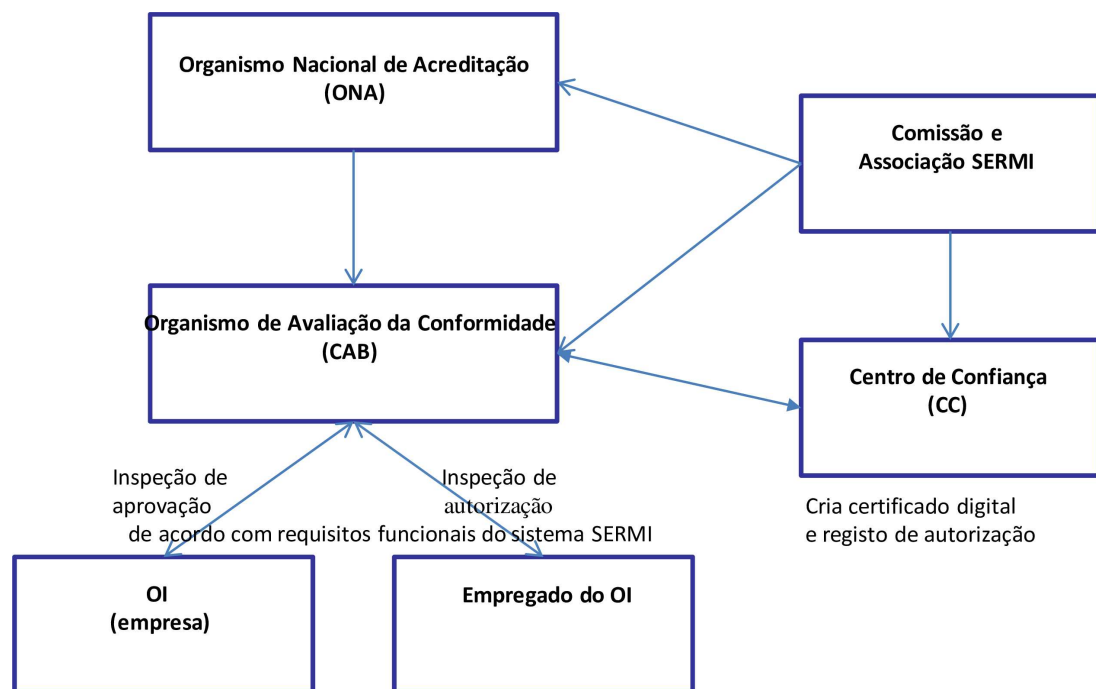 Organismo Nacional de Acreditação
(ONA)
Comissão e
Associação SERMI
Organismo de Avaliação da Conformidade
(CAB)
Centro de Confiança
(CC)
Inspeção de
aprovação
Inspeção de
autorização
de acordo com requisitos funcionais do sistema SERMI
Cria certificado digital
e registo de autorização
OI
(empresa)
Empregado do OI